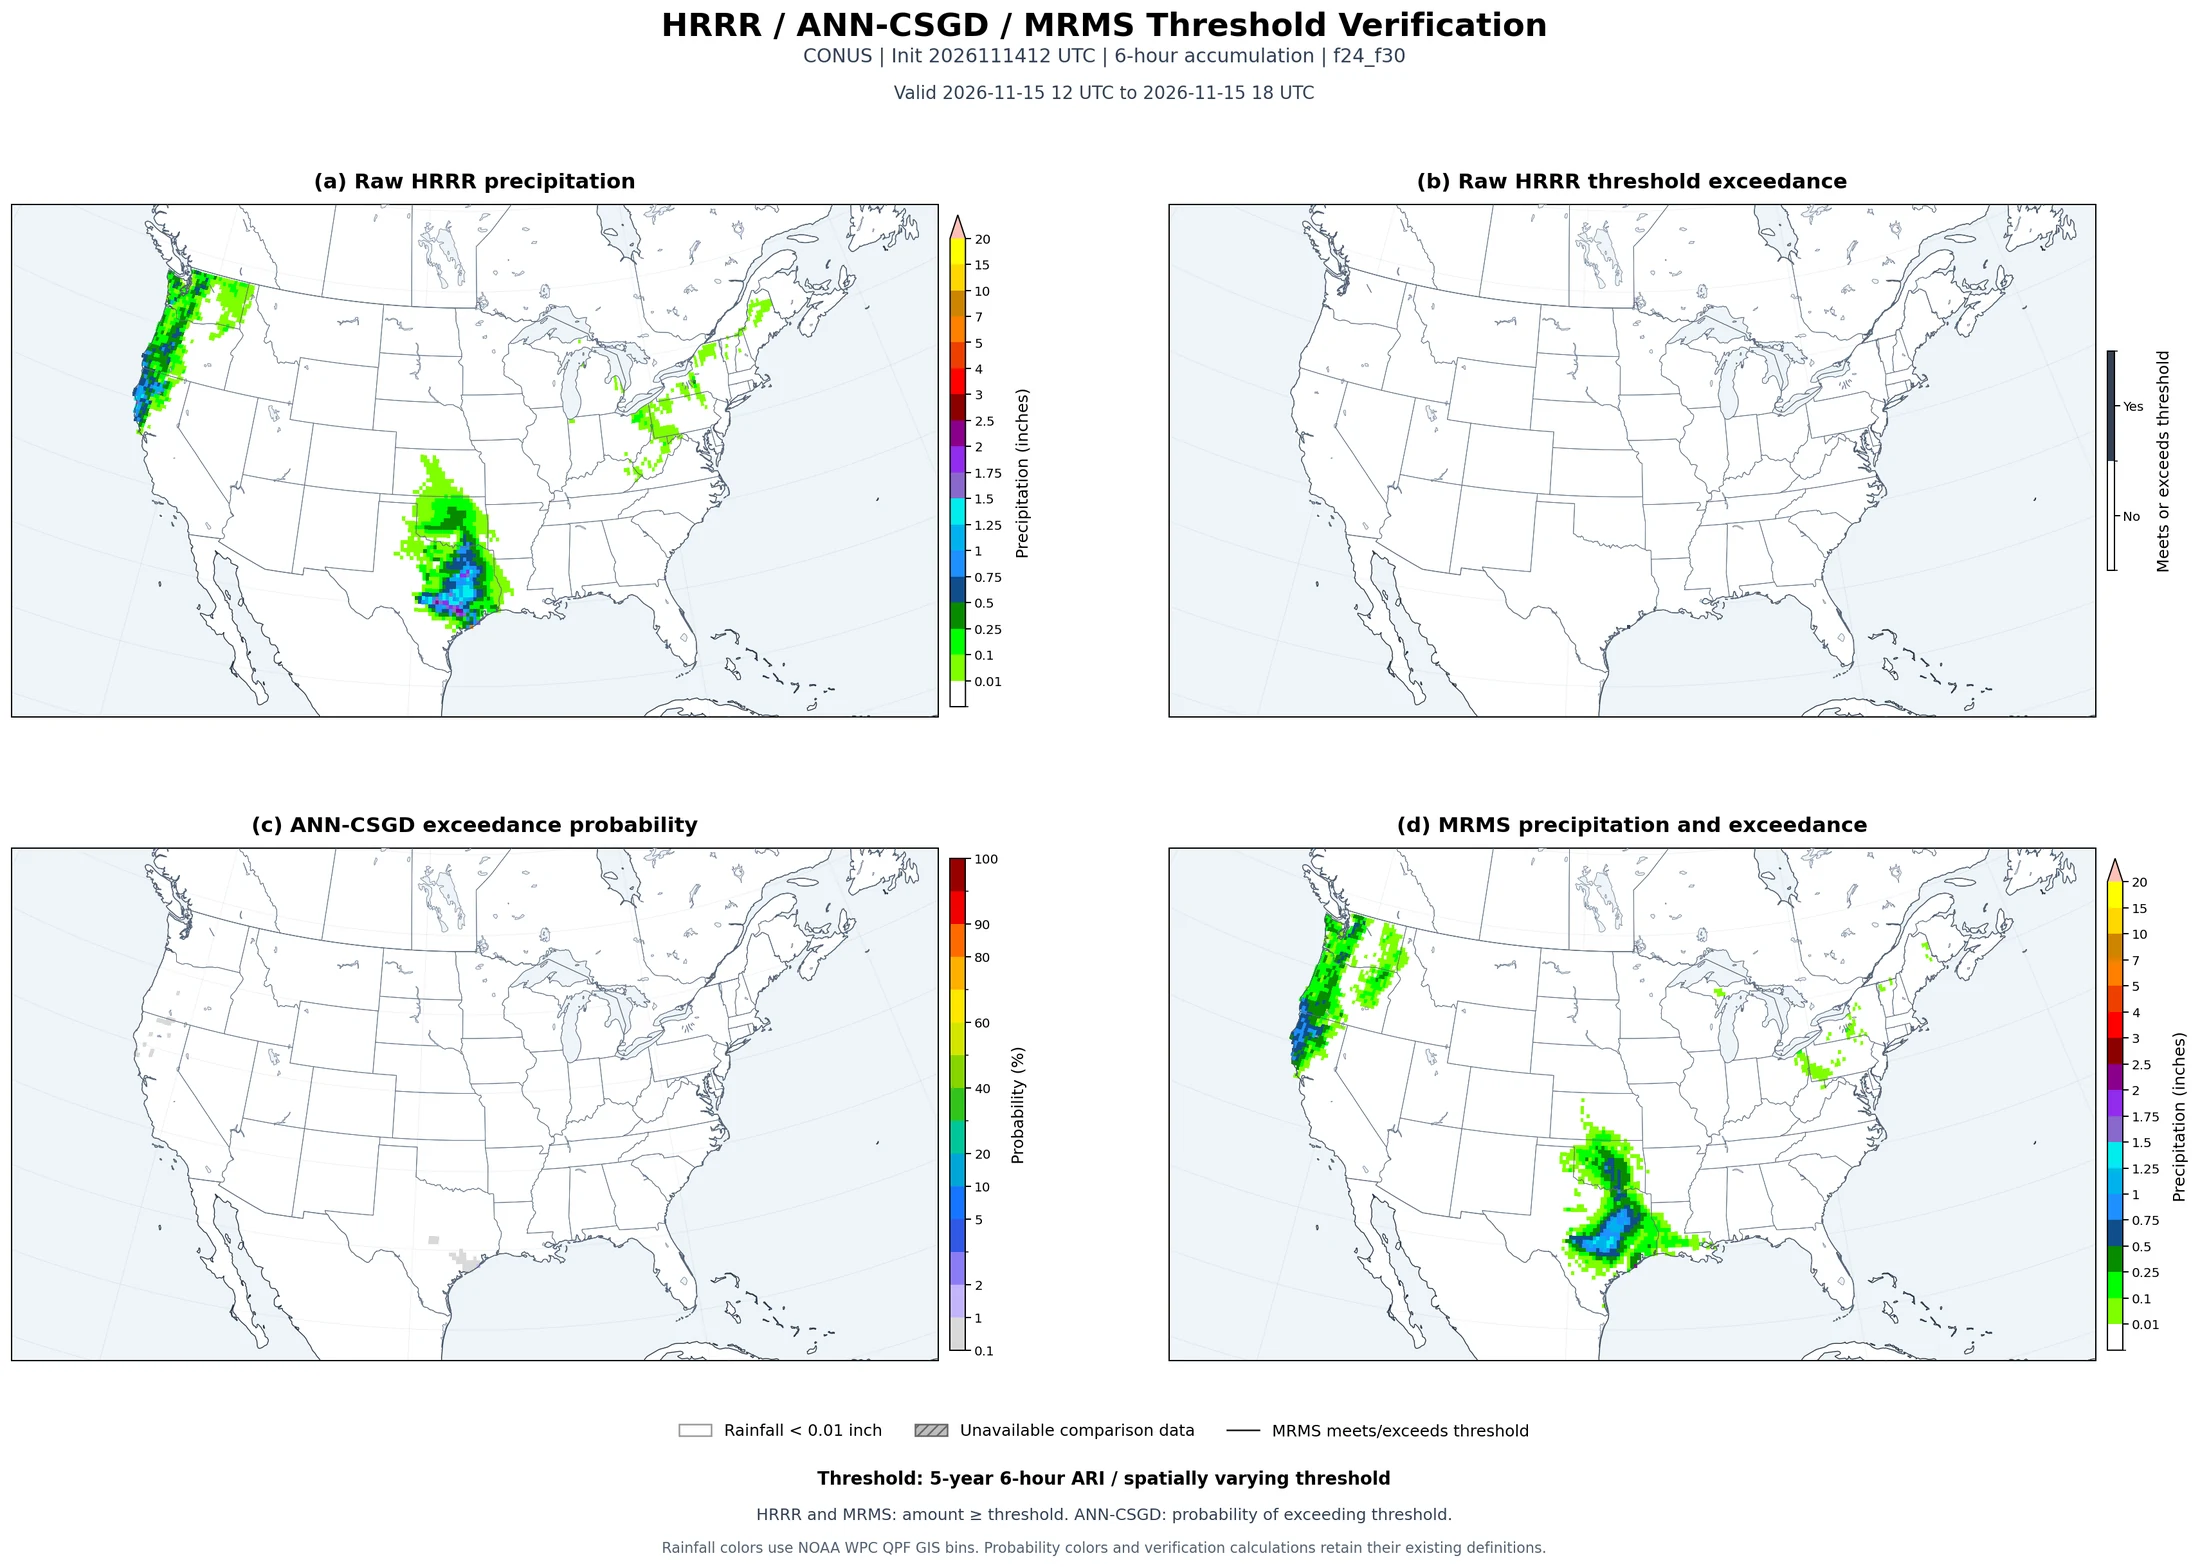 HRRR / ANN-CSGD / MRMS Threshold Verification
CONUS | Init 2026111412 UTC | 6-hour accumulation | f24_f30
Valid 2026-11-15 12 UTC to 2026-11-15 18 UTC
(a) Raw HRRR precipitation
20
15
10
7
5
4
3
2.5
2
1.75
1.5
1.25
1
0.75
0.5
0.25
0.1
0.01
Precipitation (inches)
(b) Raw HRRR threshold exceedance
Yes
No
Meets or exceeds threshold
(c) ANN-CSGD exceedance probability
100
90
80
60
40
20
10
5
2
1
0.1
Probability (%)
(d) MRMS precipitation and exceedance
20
15
10
7
5
4
3
2.5
2
1.75
1.5
1.25
1
0.75
0.5
0.25
0.1
0.01
Precipitation (inches)
Rainfall < 0.01 inch
Unavailable comparison data
MRMS meets/exceeds threshold
Threshold: 5-year 6-hour ARI / spatially varying threshold
HRRR and MRMS: amount ≥ threshold. ANN-CSGD: probability of exceeding threshold.
Rainfall colors use NOAA WPC QPF GIS bins. Probability colors and verification calculations retain their existing definitions.